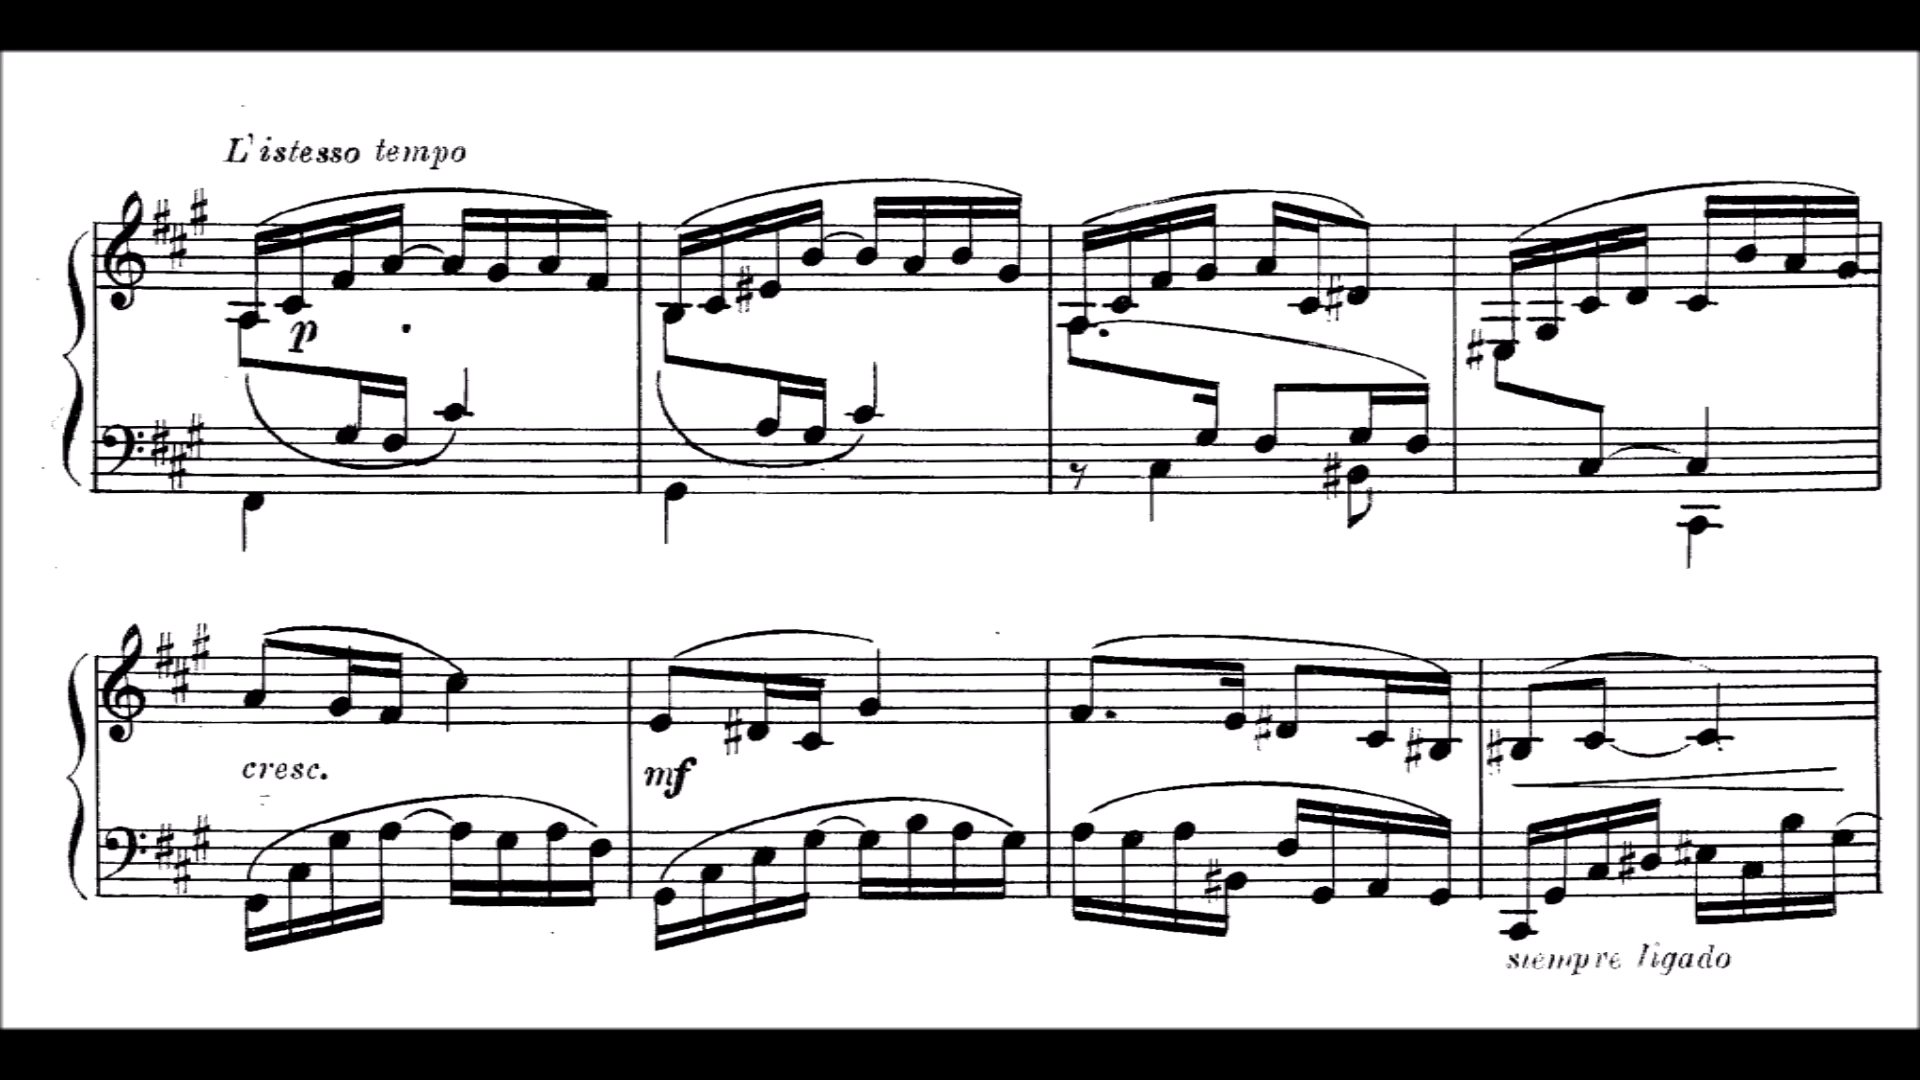 L'istesso tempo
p
cresc.
mf
siempre ligado